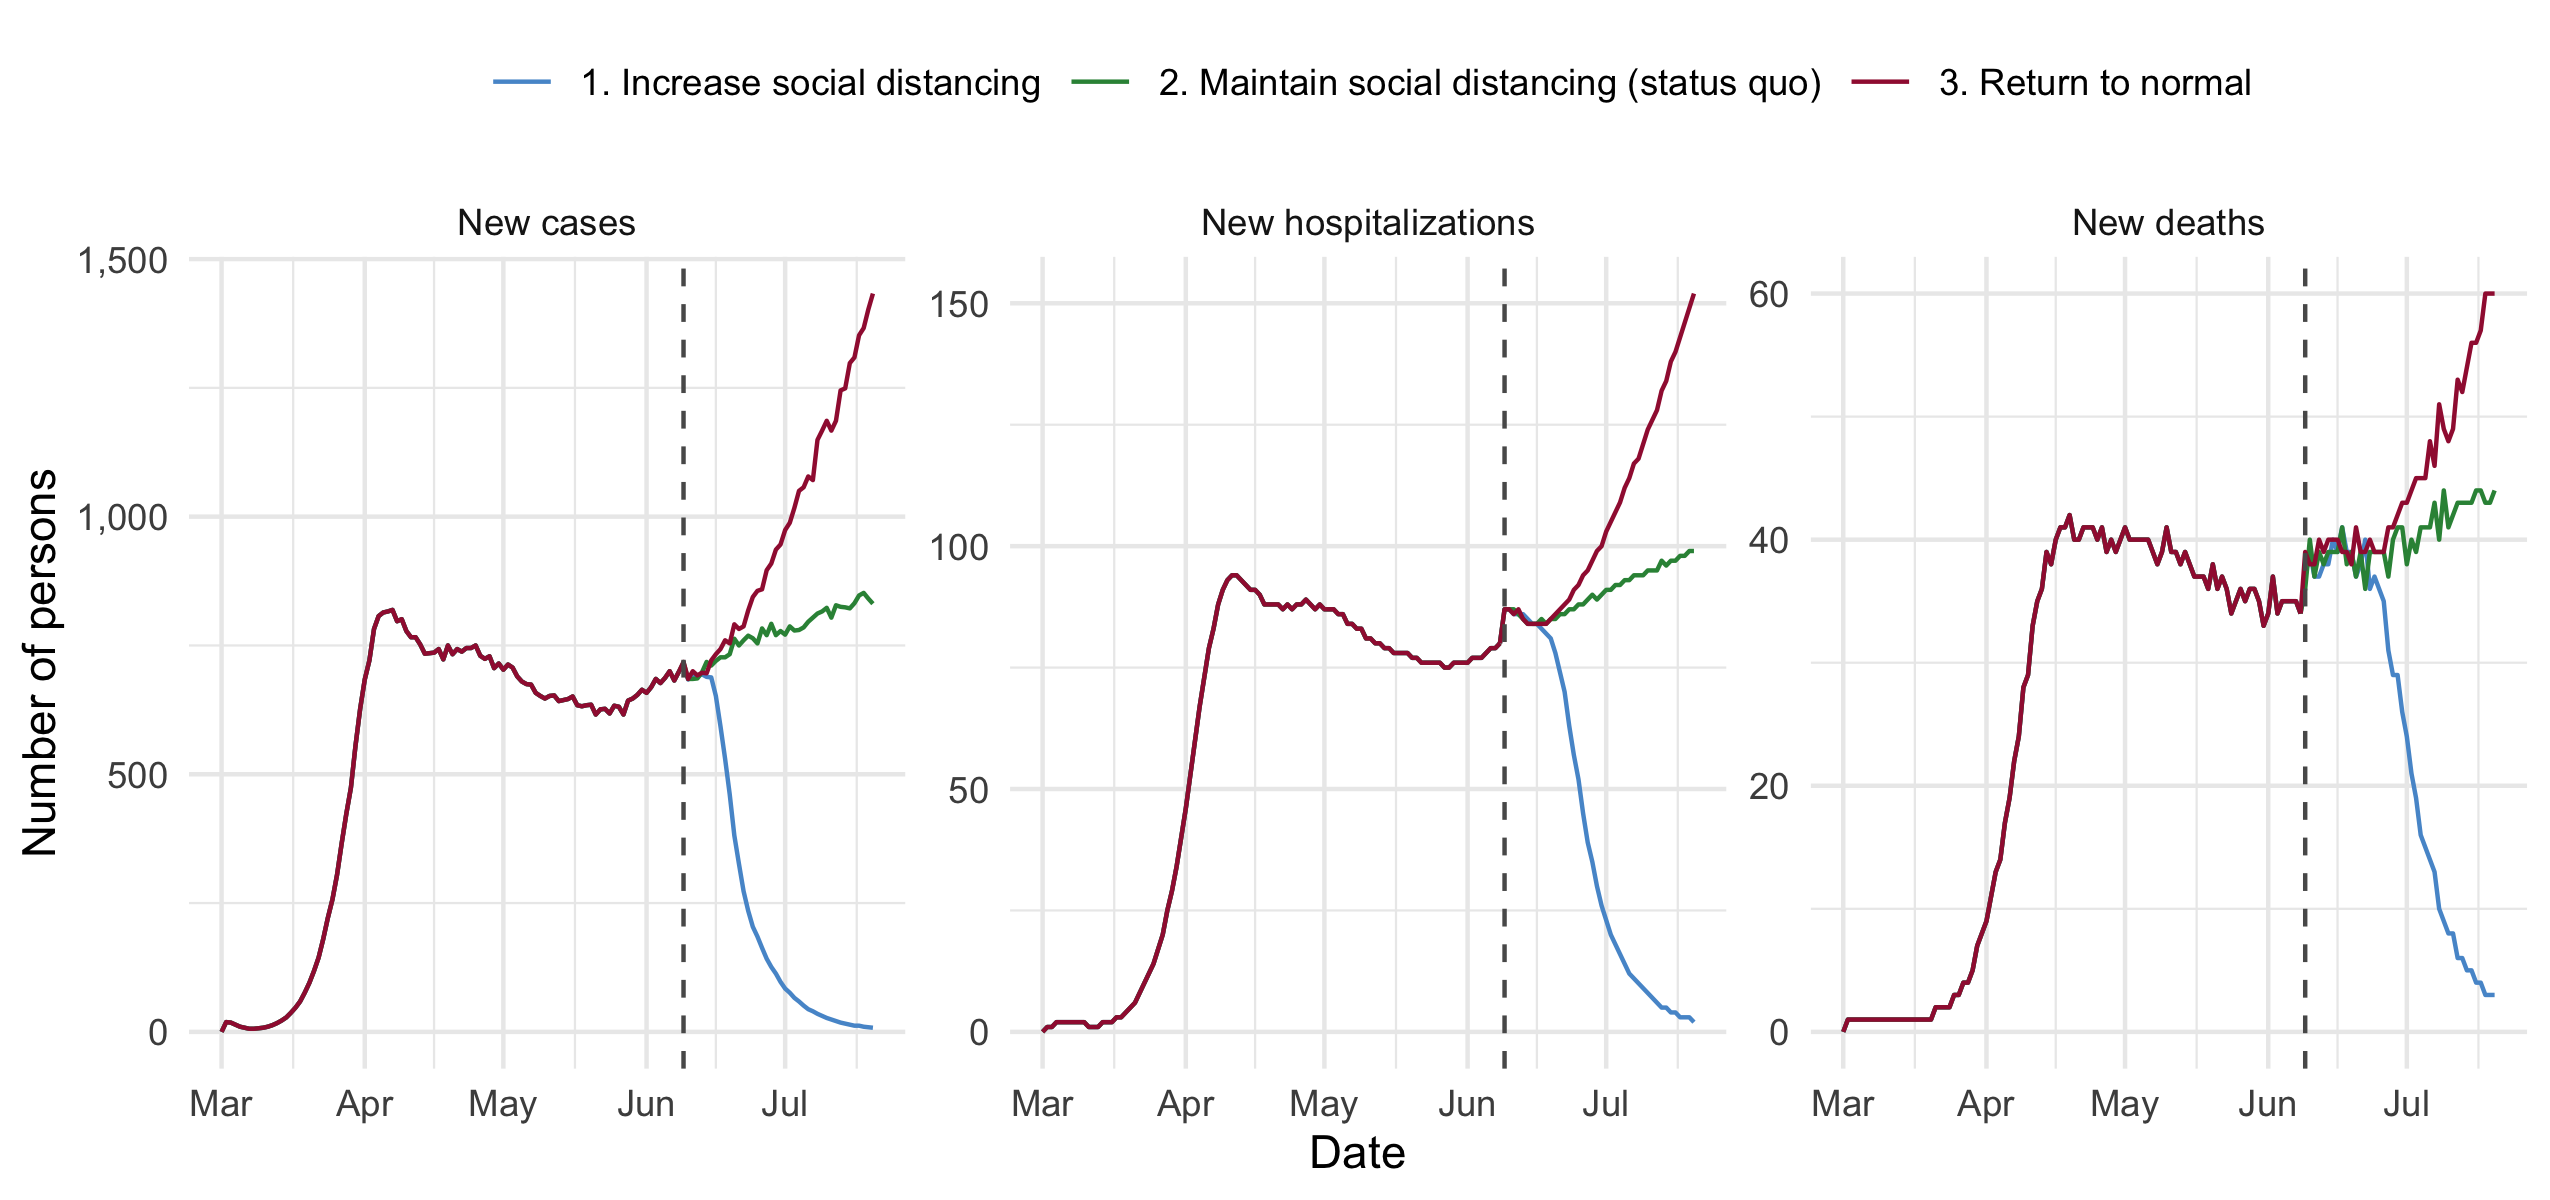 1. Increase social distancing 2. Maintain social distancing (status quo) 3. Return to normal
New cases New hospitalizations New deaths
Number of persons
1,500
1,000
500
0
150
100
50
0
60
40
20
0
Mar Apr May Jun Jul Mar Apr May Jun Jul Mar Apr May Jun Jul
Date